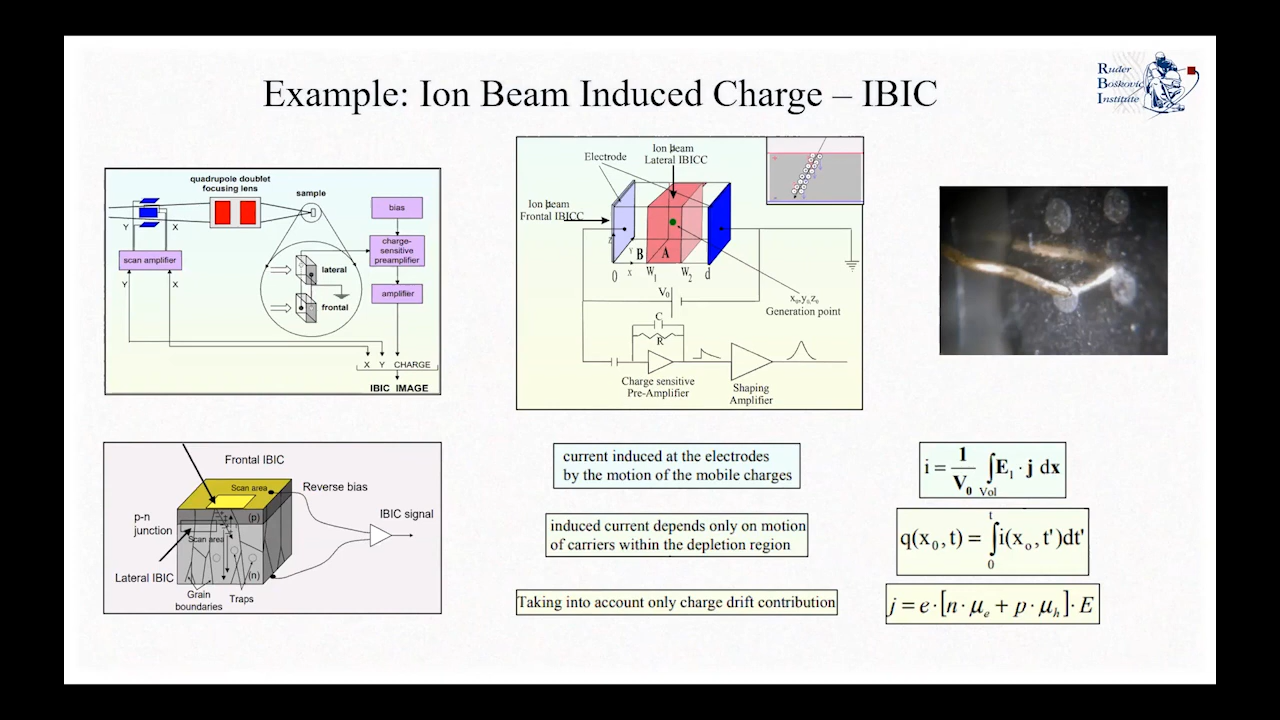 Example: Ion Beam Induced Charge – IBIC
Ruđer
Bošković
Institute
quadrupole doublet
focusing lens
sample
bias
Y X
charge-
sensitive
preamplifier
scan amplifier
lateral
amplifier
Y X
frontal
X Y CHARGE
IBIC IMAGE
Ion beam
Lateral IBICC
Electrode
Ion beam
Frontal IBICC
Z
Y
B A
0 X W1 W2 d
V0
x0,y0,z0
Generation point
C
R
Charge sensitive
Pre-Amplifier
Shaping
Amplifier
Frontal IBIC
Scan area
Reverse bias
(p)
p-n
junction
IBIC signal
Scan area
Lateral IBIC
(n)
Grain
boundaries
Traps
current induced at the electrodes
by the motion of the mobile charges
i = 1/V0 ∫Vol E1 · j dx
induced current depends only on motion
of carriers within the depletion region
q(x0,t) = ∫0t i(xo,t')dt'
Taking into account only charge drift contribution
j = e·[n·μe + p·μh]·E